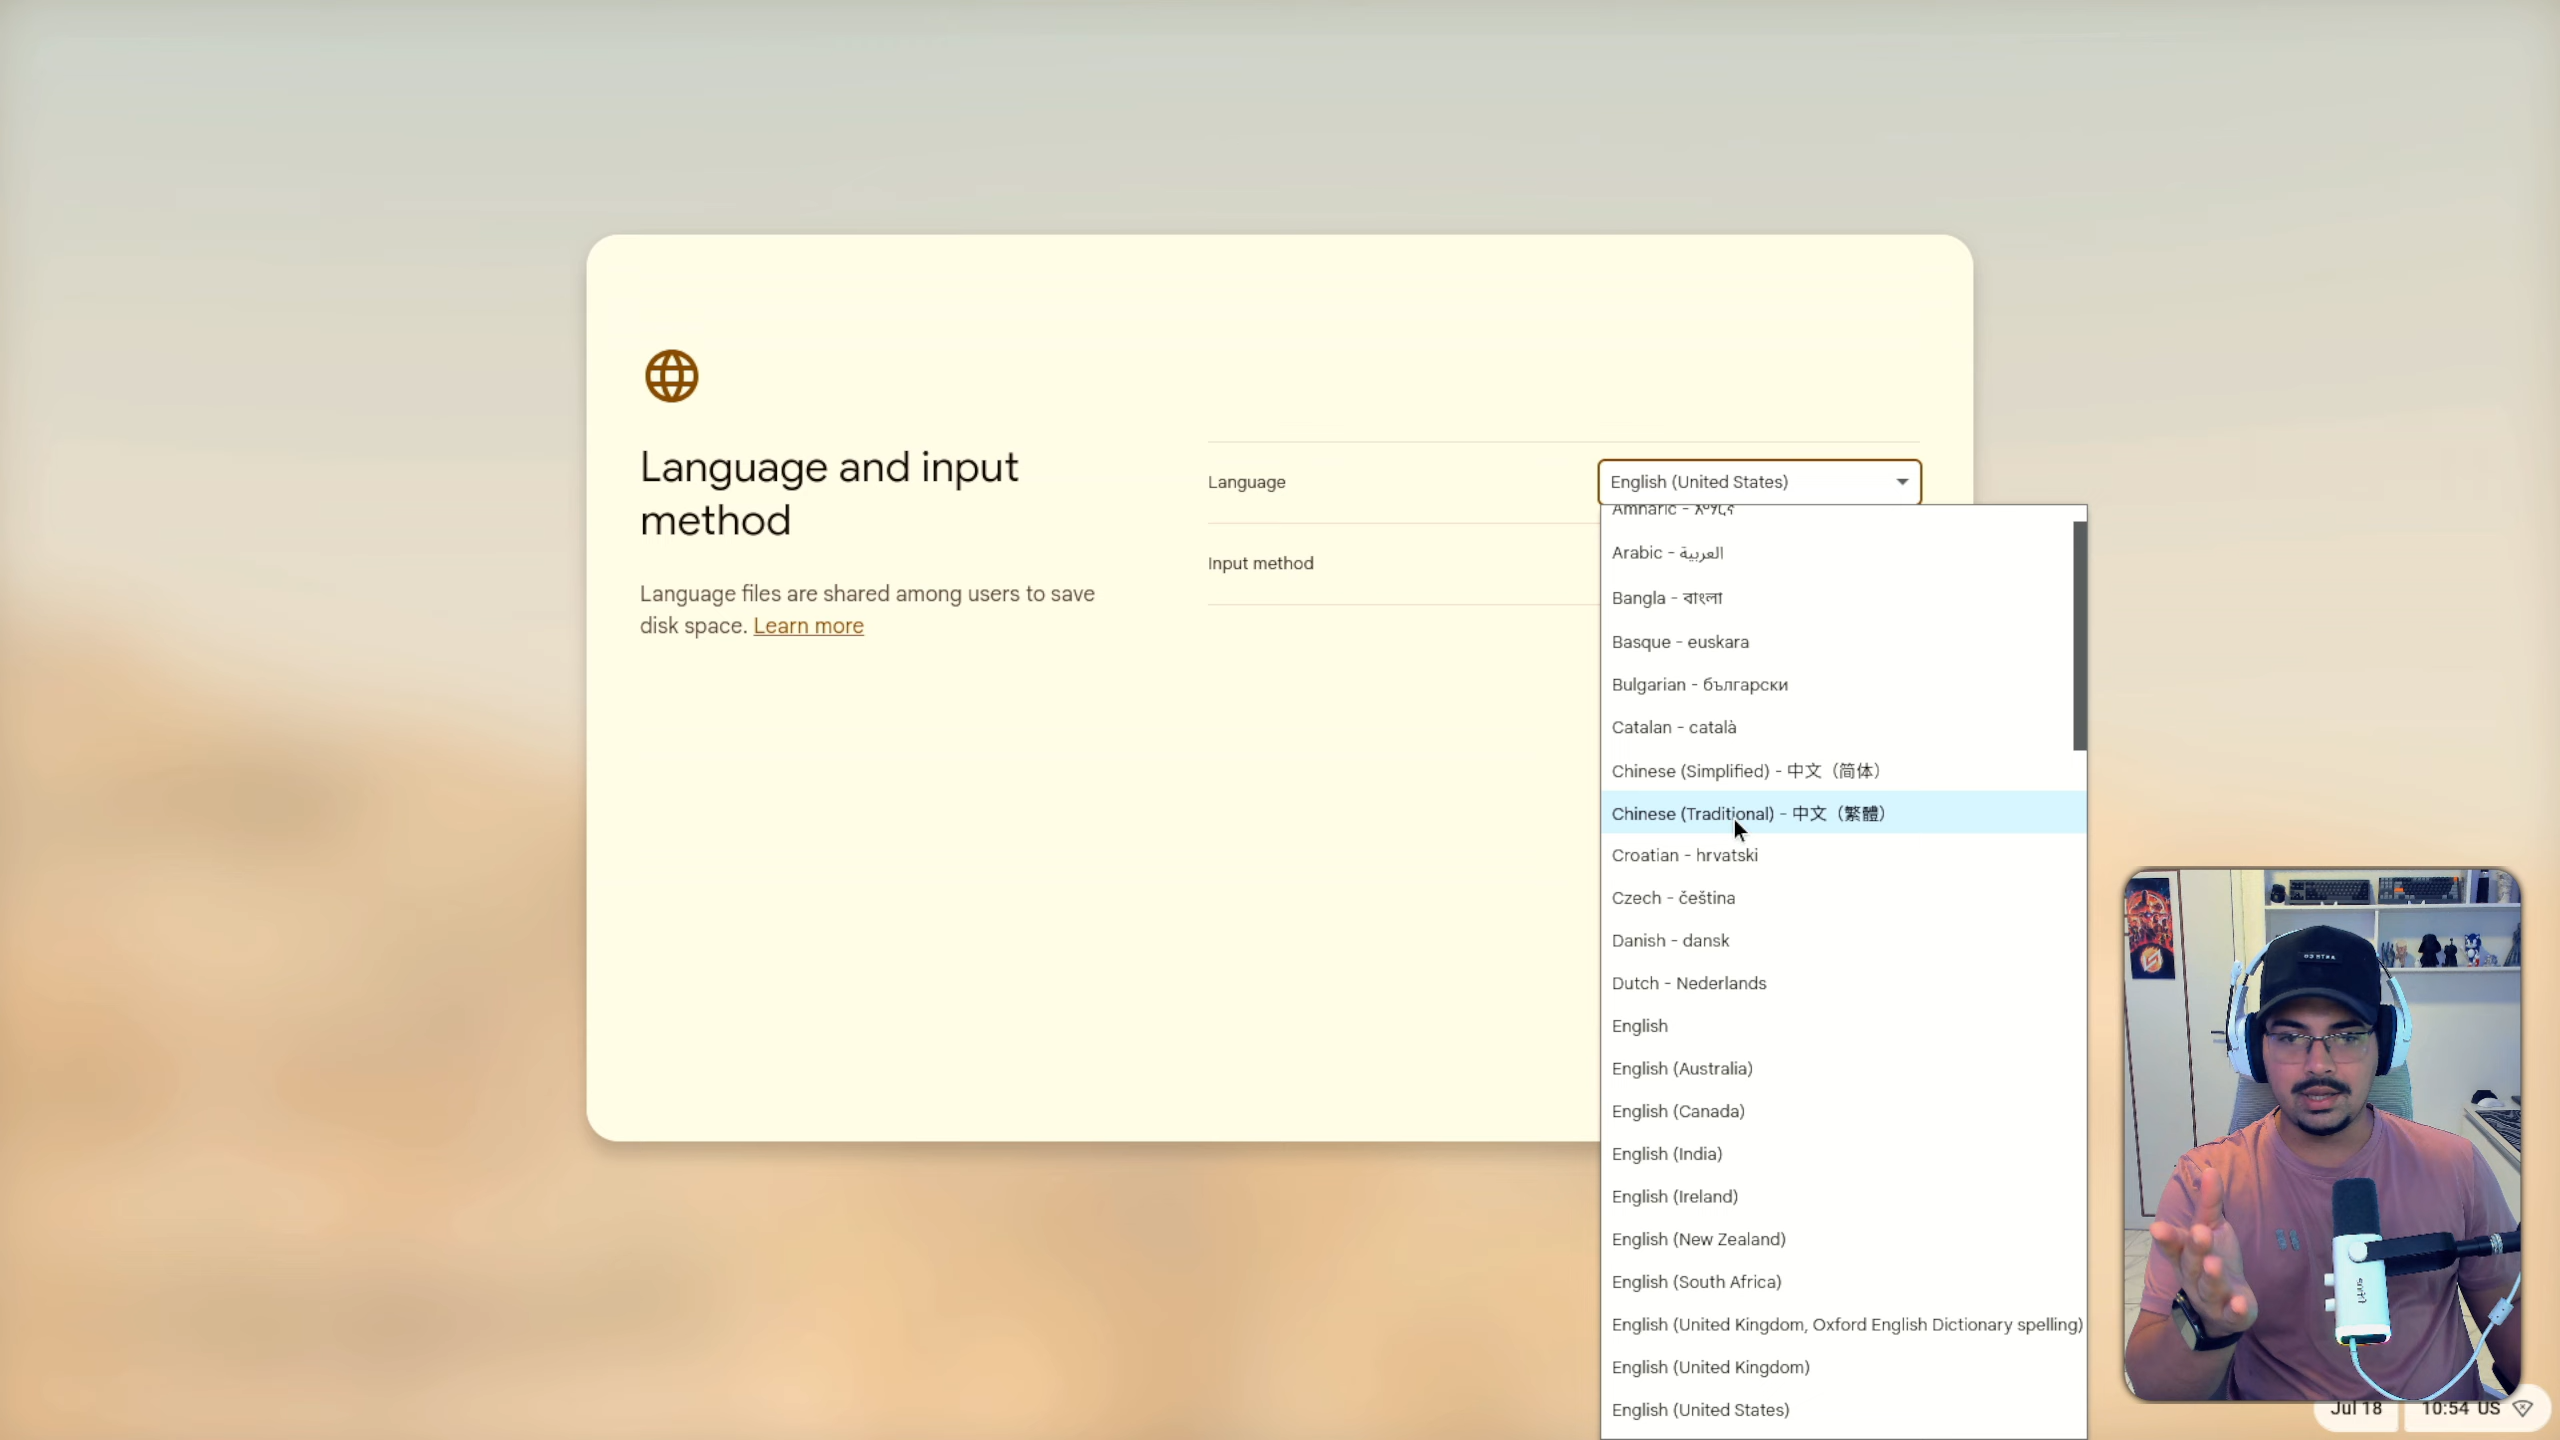 Language and input
method
Language files are shared among users to save
disk space. Learn more
Language
English (United States)
Input method
Amharic - አማርኛ
Arabic - العربية
Bangla - বাংলা
Basque - euskara
Bulgarian - български
Catalan - català
Chinese (Simplified) - 中文（简体）
Chinese (Traditional) - 中文（繁體）
Croatian - hrvatski
Czech - čeština
Danish - dansk
Dutch - Nederlands
English
English (Australia)
English (Canada)
English (India)
English (Ireland)
English (New Zealand)
English (South Africa)
English (United Kingdom, Oxford English Dictionary spelling)
English (United Kingdom)
English (United States)
Jul 18
10:54 US